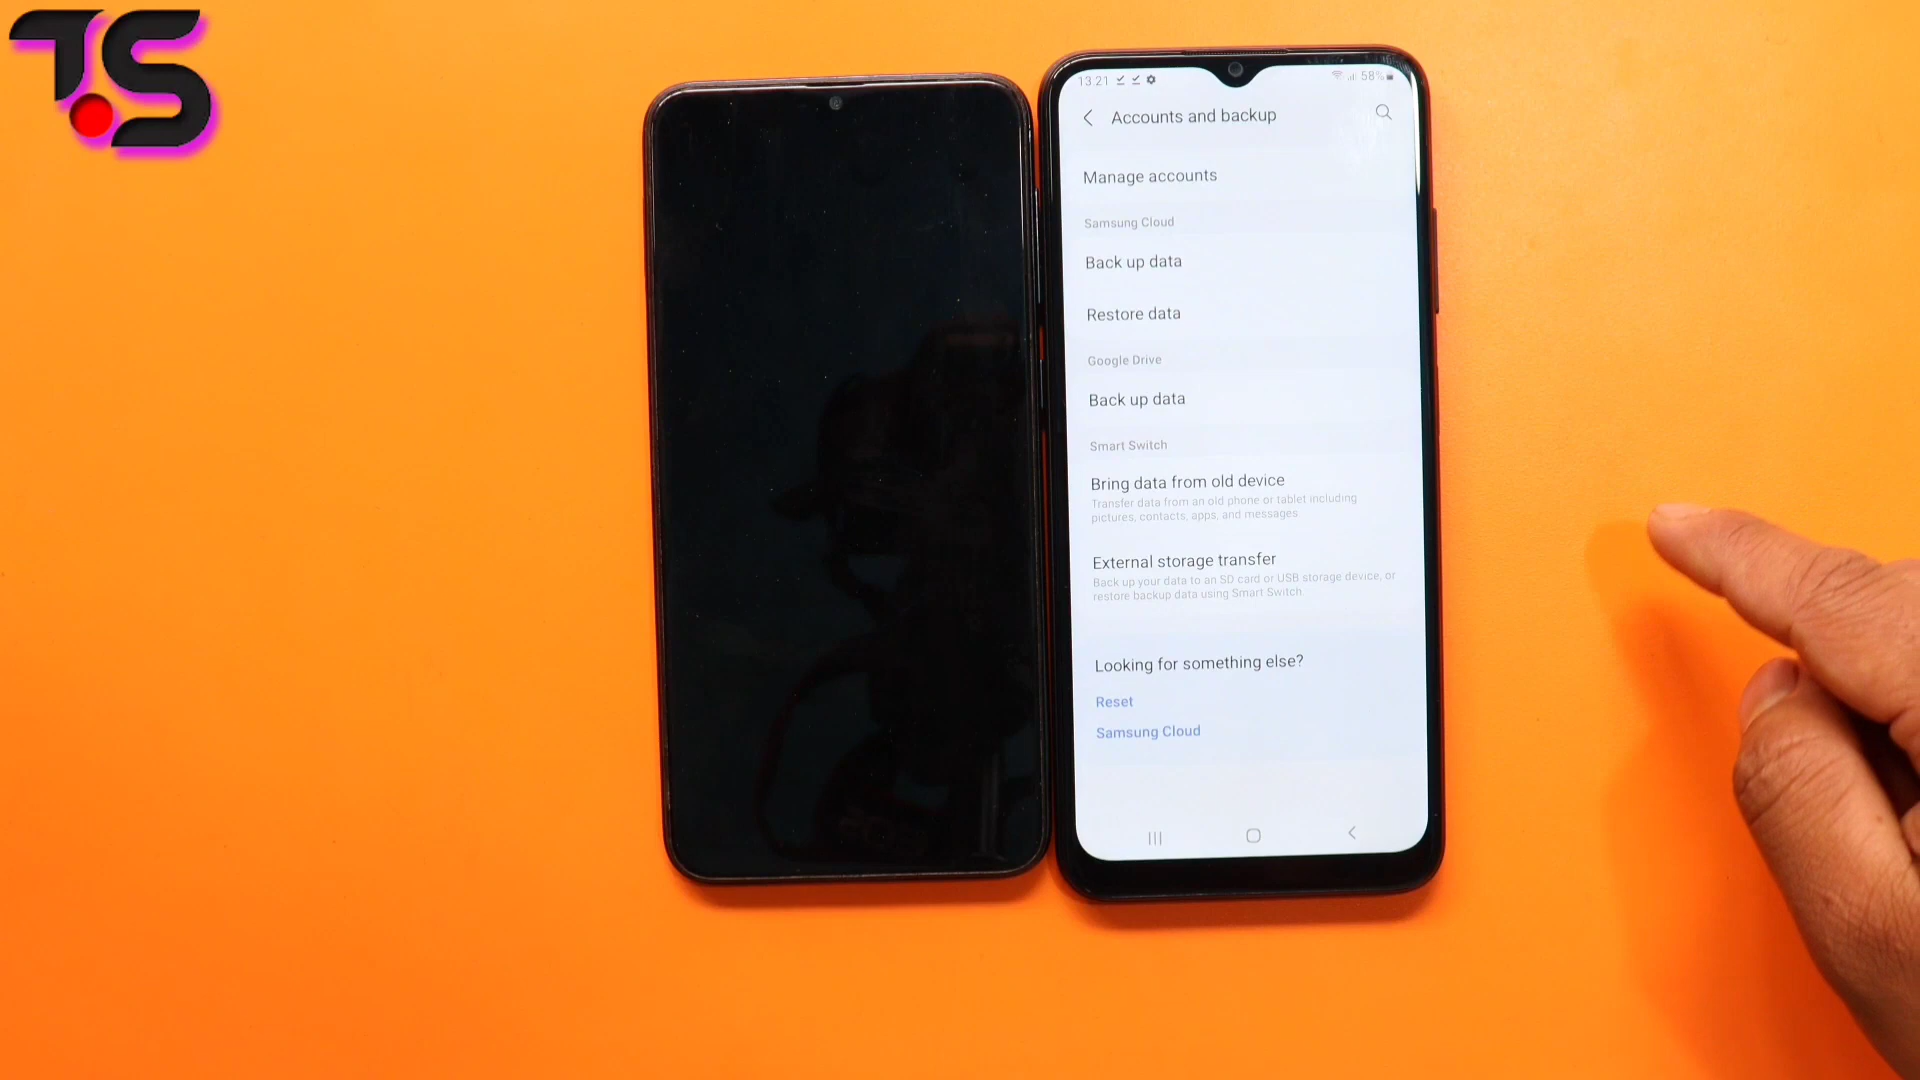 TS
13:21 58%
Accounts and backup
Manage accounts
Samsung Cloud
Back up data
Restore data
Google Drive
Back up data
Smart Switch
Bring data from old device
Transfer data from an old phone or tablet including
pictures, contacts, apps, and messages
External storage transfer
Back up your data to an SD card or USB storage device, or
restore backup data using Smart Switch.
Looking for something else?
Reset
Samsung Cloud